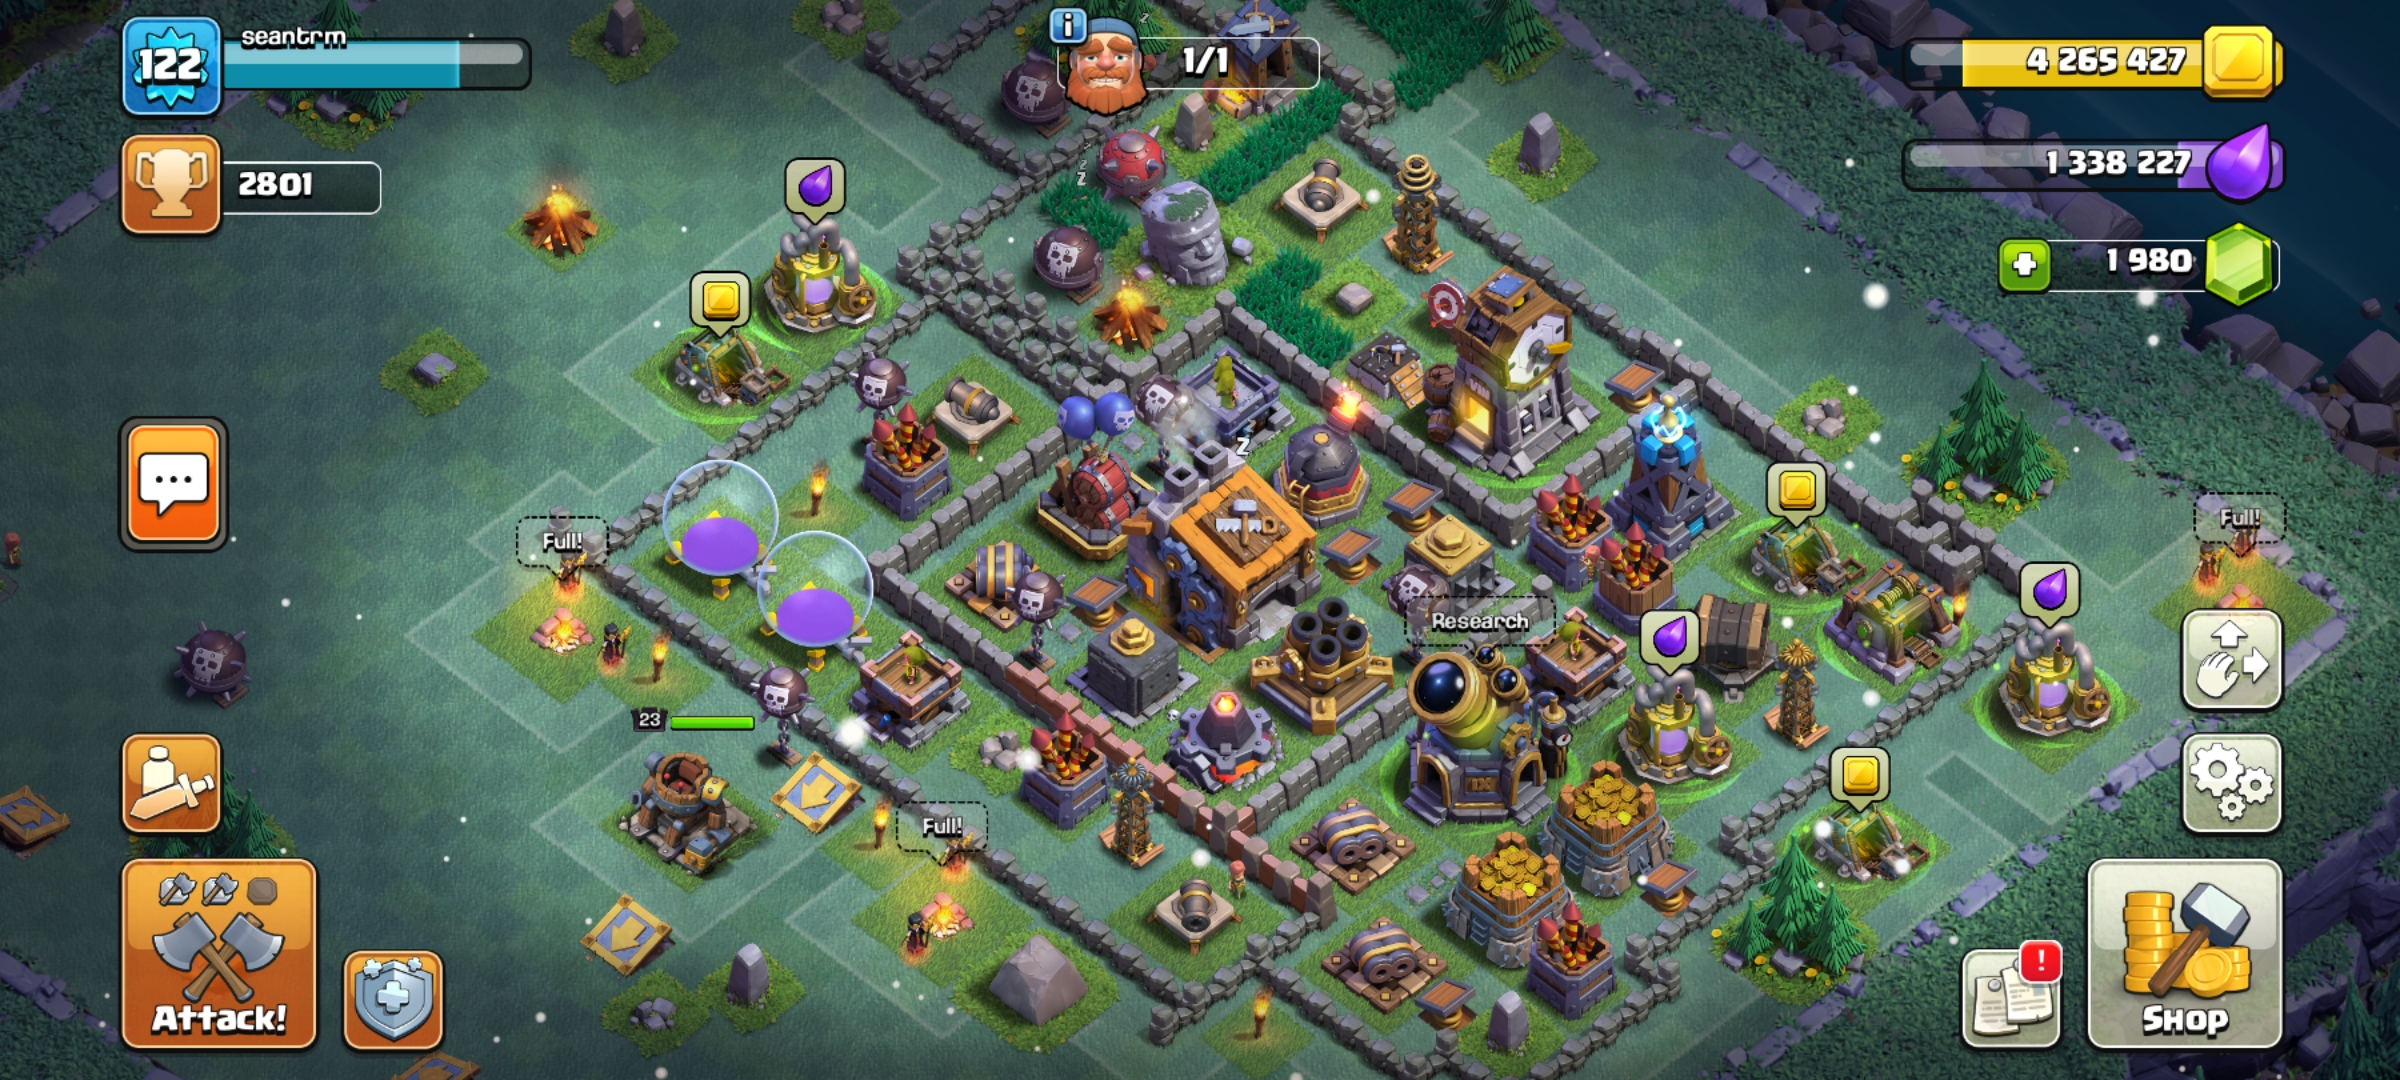 122
seantrm
1/1
4 265 427
2801
1 338 227
1 980
Full!
Full!
Research
23
Full!
IX
Attack!
!
Shop